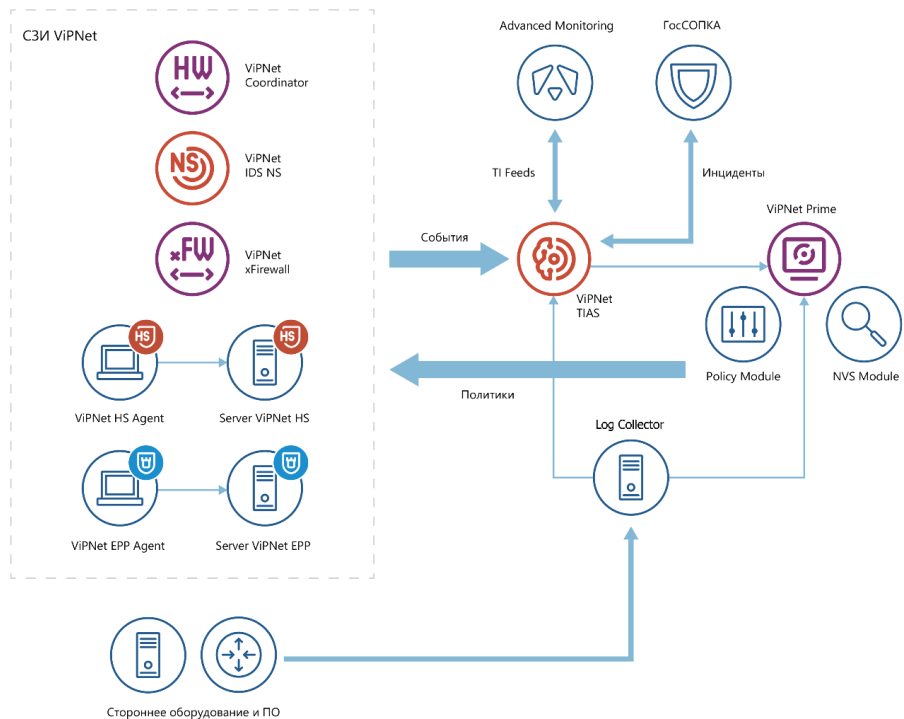 СЗИ ViPNet
HW
ViPNet
Coordinator
NS
ViPNet
IDS NS
xFW
ViPNet
xFirewall
HS
HS
ViPNet HS Agent
Server ViPNet HS
ViPNet EPP Agent
Server ViPNet EPP
Advanced Monitoring
ГосСОПКА
TI Feeds
Инциденты
События
ViPNet Prime
ViPNet
TIAS
Policy Module
NVS Module
Политики
Log Collector
Стороннее оборудование и ПО